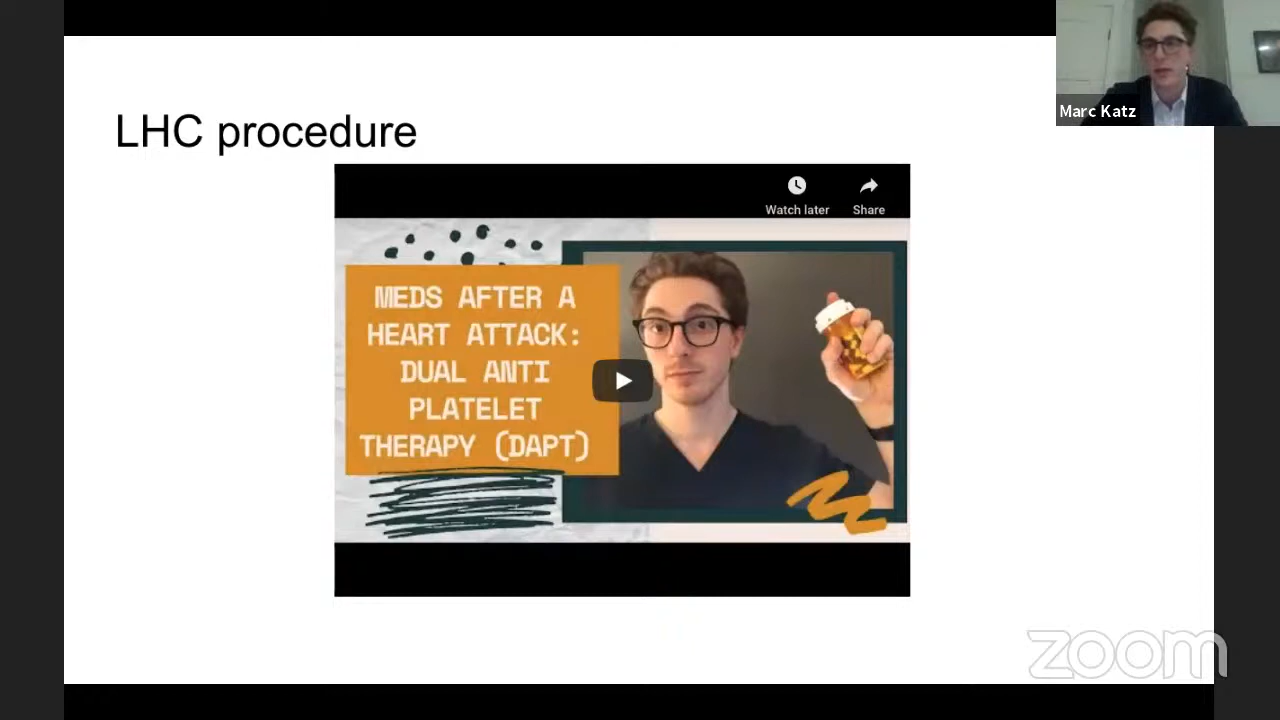 Marc Katz
LHC procedure
Watch later
Share
MEDS AFTER A
HEART ATTACK:
DUAL ANTI
PLATELET
THERAPY (DAPT)
zoom